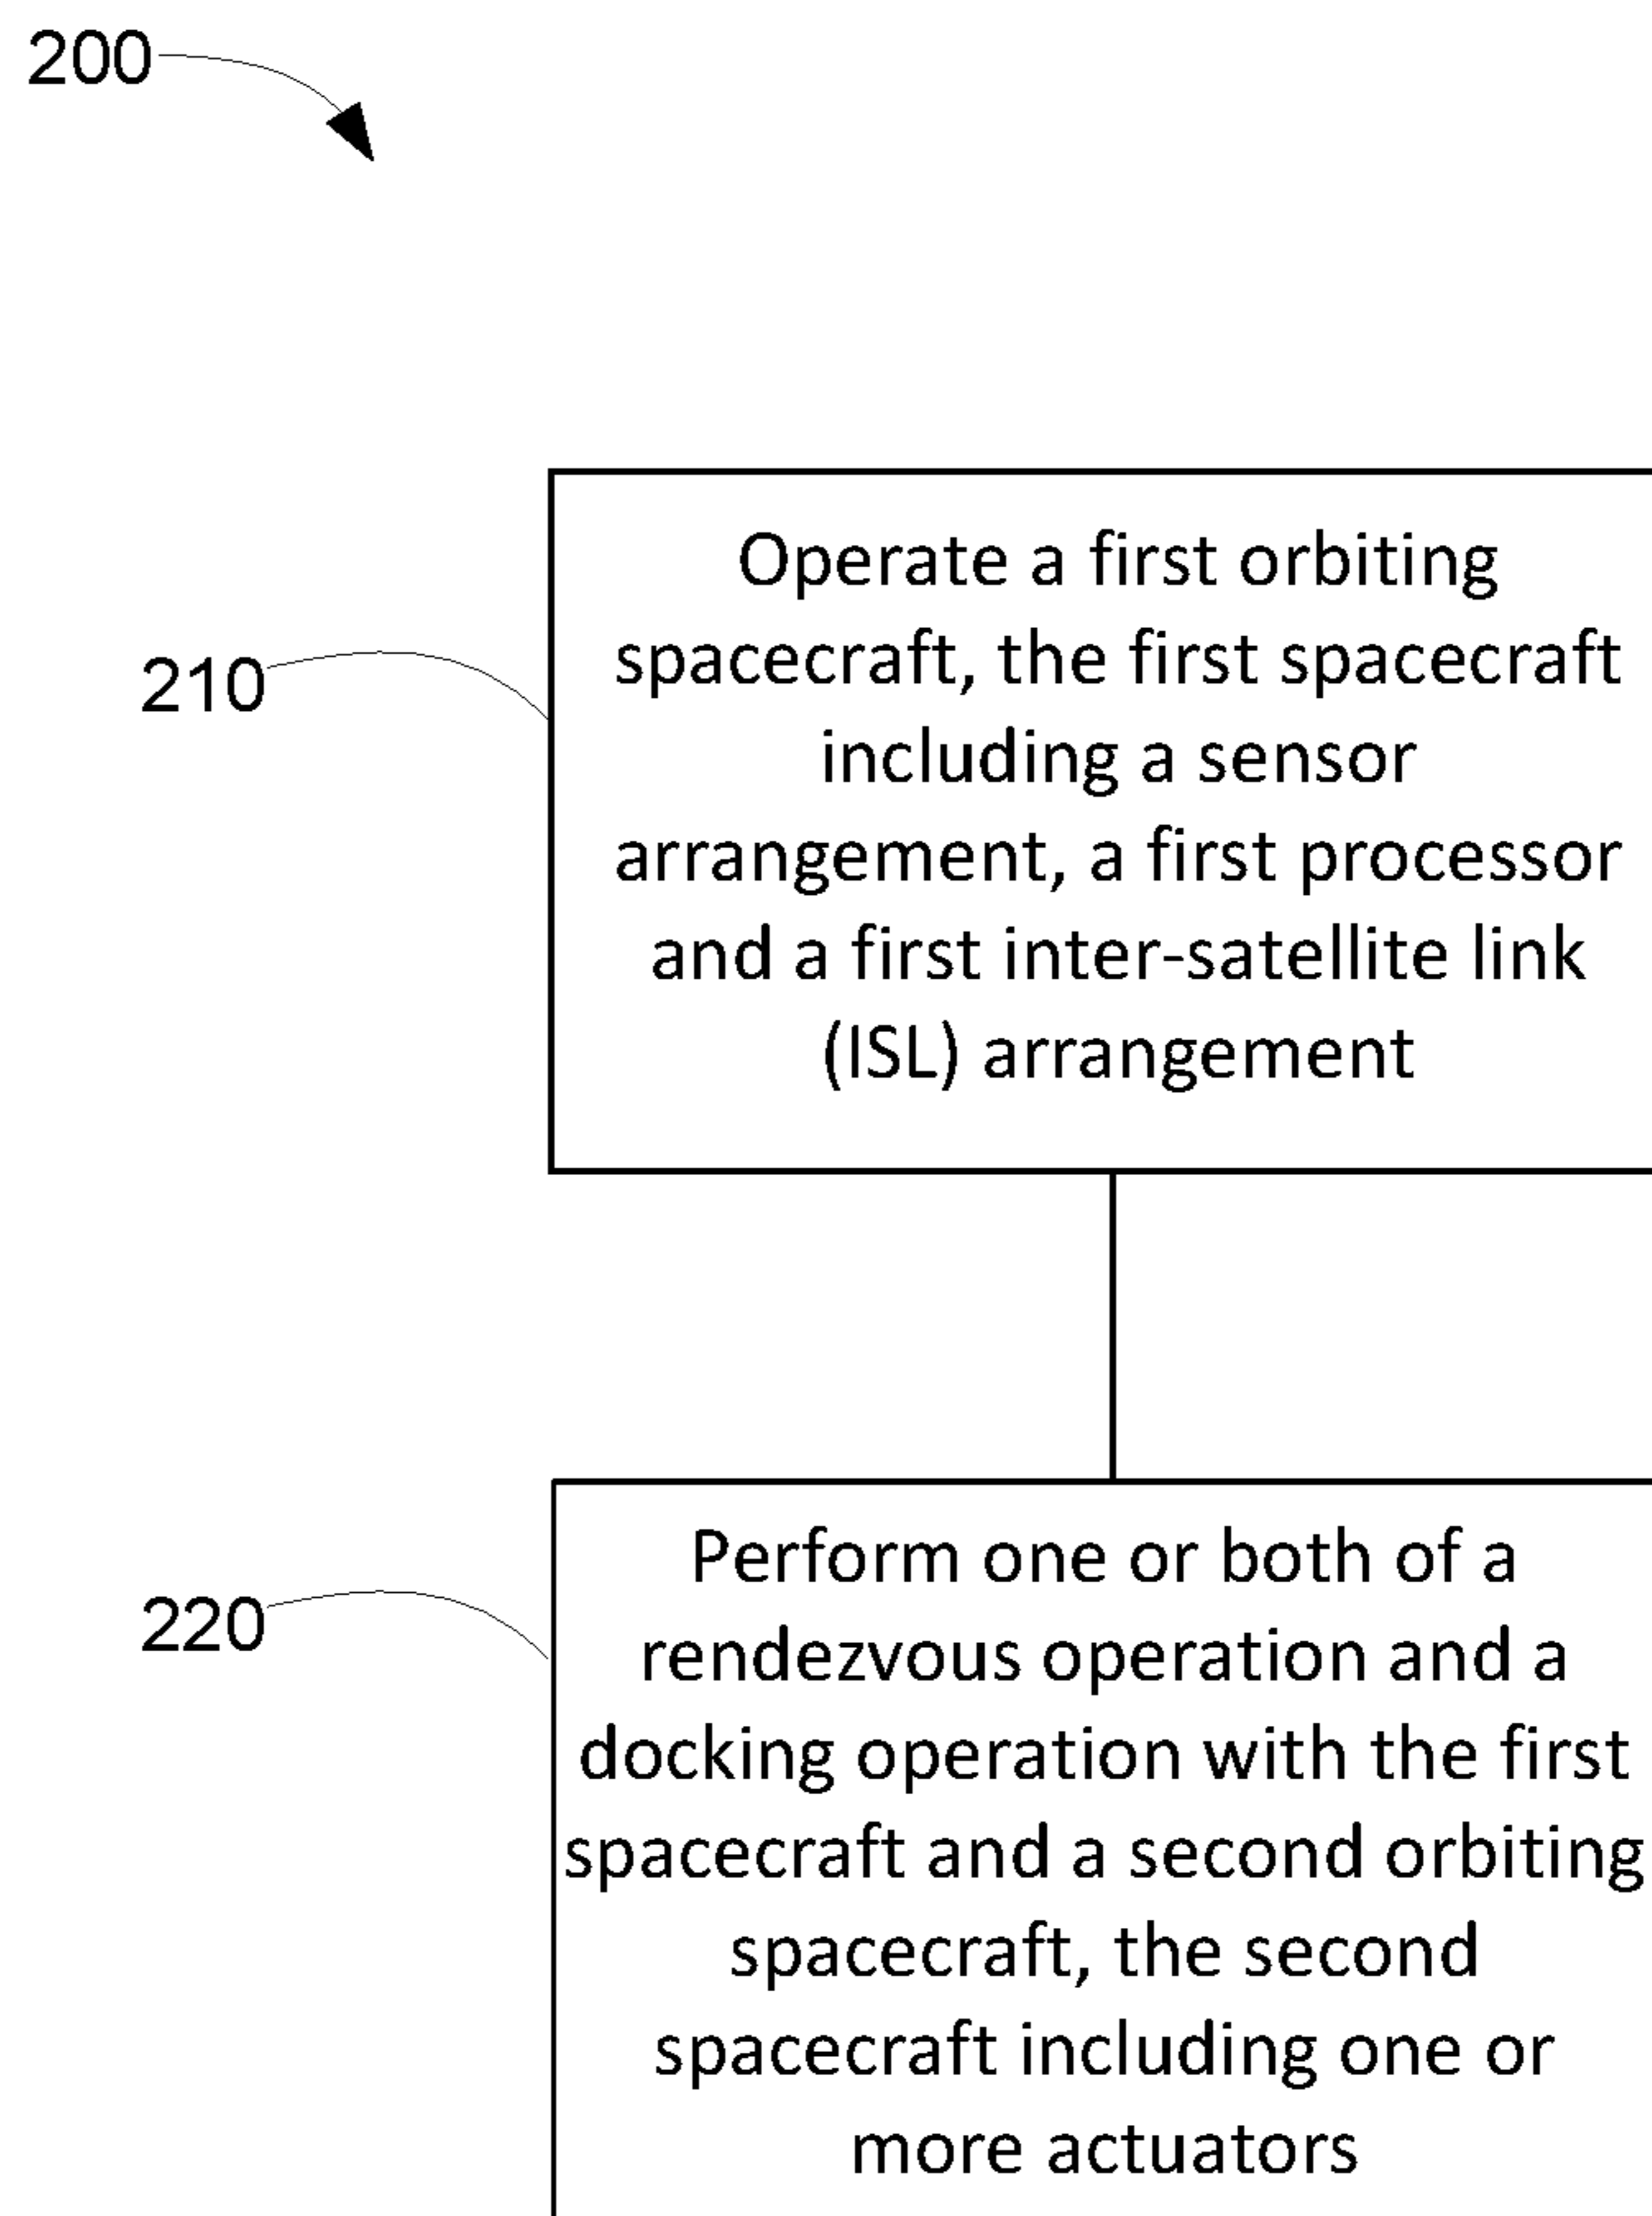 200
210
Operate a first orbiting
spacecraft, the first spacecraft
including a sensor
arrangement, a first processor
and a first inter-satellite link
(ISL) arrangement
220
Perform one or both of a
rendezvous operation and a
docking operation with the first
spacecraft and a second orbiting
spacecraft, the second
spacecraft including one or
more actuators